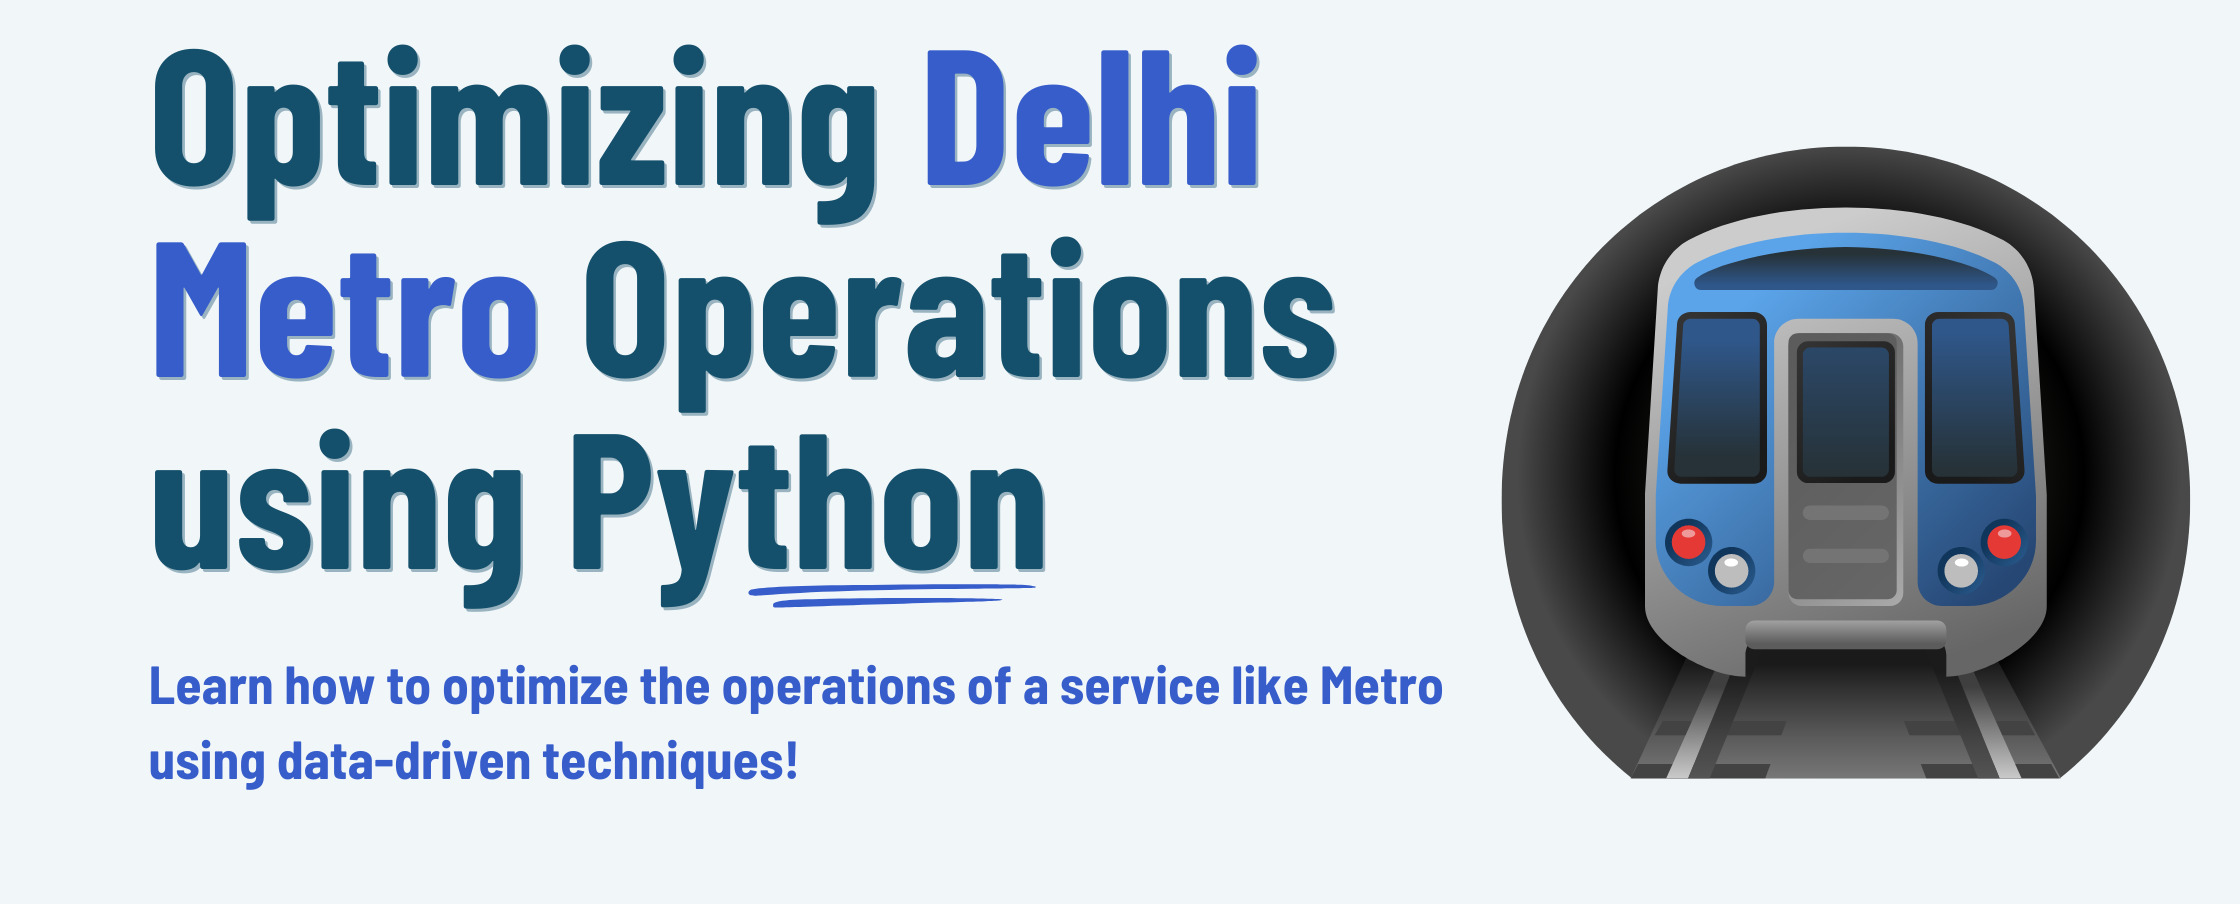 Optimizing Delhi
Metro Operations
using Python
Learn how to optimize the operations of a service like Metro
using data-driven techniques!